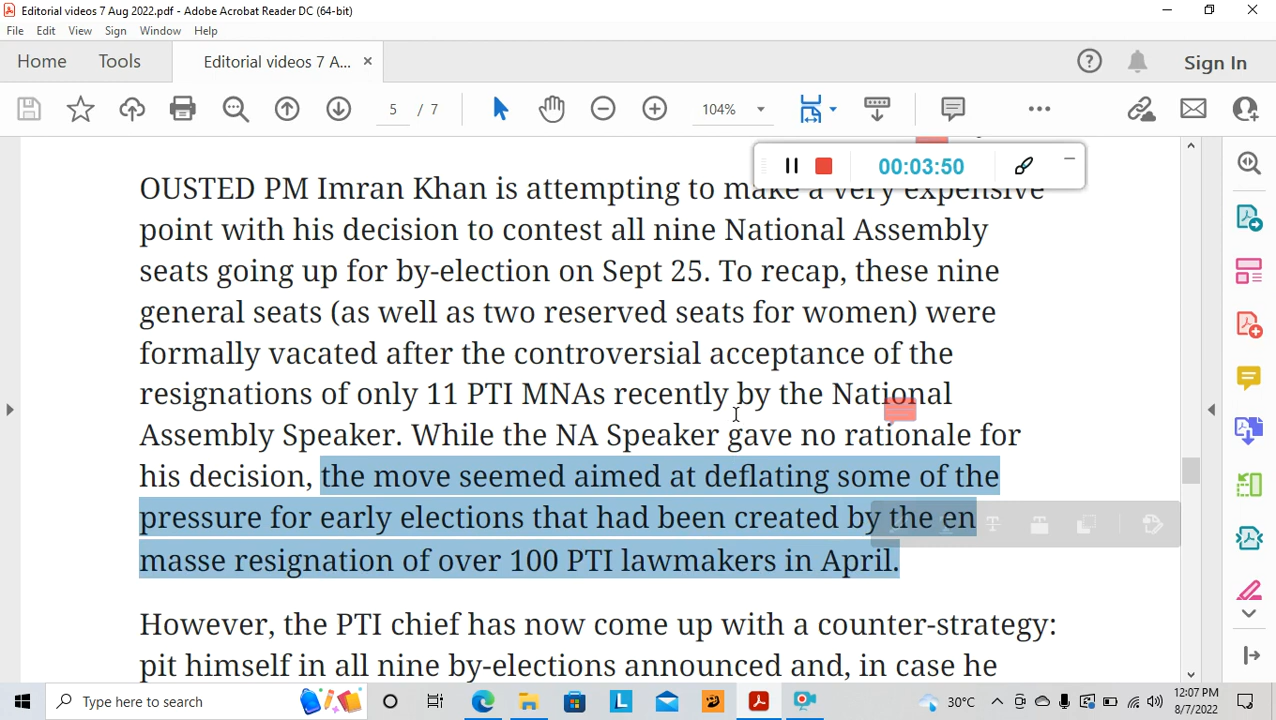 Editorial videos 7 Aug 2022.pdf - Adobe Acrobat Reader DC (64-bit)
File Edit View Sign Window Help
Home Tools Editorial videos 7 A... × Sign In
5 / 7 104%
00:03:50
OUSTED PM Imran Khan is attempting to make a very expensive
point with his decision to contest all nine National Assembly
seats going up for by-election on Sept 25. To recap, these nine
general seats (as well as two reserved seats for women) were
formally vacated after the controversial acceptance of the
resignations of only 11 PTI MNAs recently by the National
Assembly Speaker. While the NA Speaker gave no rationale for
his decision, the move seemed aimed at deflating some of the
pressure for early elections that had been created by the en
masse resignation of over 100 PTI lawmakers in April.
However, the PTI chief has now come up with a counter-strategy:
pit himself in all nine by-elections announced and, in case he
Type here to search
30°C
12:07 PM
8/7/2022